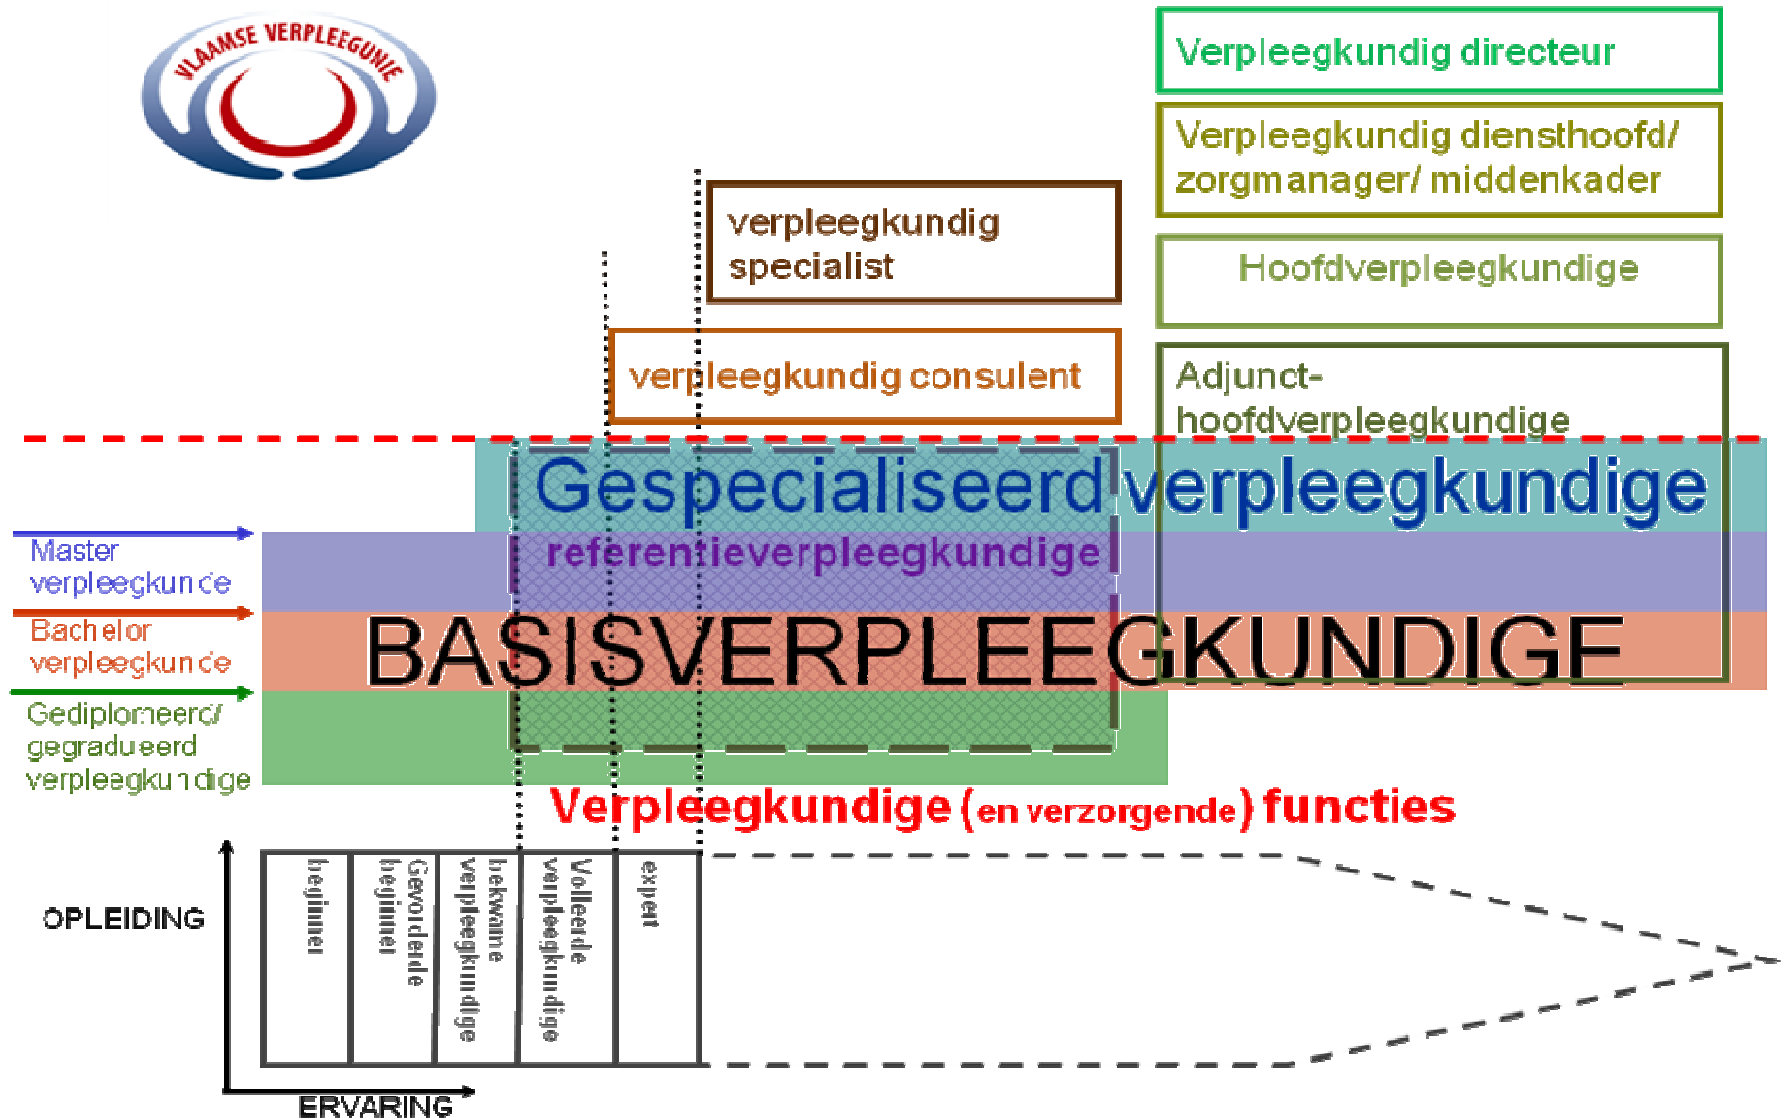 VLAAMSE VERPLEEGUNIE
Verpleegkundig directeur
Verpleegkundig diensthoofd/
zorgmanager/ middenkader
verpleegkundig
specialist
Hoofdverpleegkundige
verpleegkundig consulent
Adjunct-
hoofdverpleegkundige
Gespecialiseerd verpleegkundige
Master
verpleegkunde
referentieverpleegkundige
Bachelor
verpleegkunde
BASISVERPLEEGKUNDIGE
Gediplomeerd/
gegradueerd
verpleegkundige
Verpleegkundige (en verzorgende) functies
OPLEIDING
beginner
Gevorderde
beginner
bekwame
verpleegkundige
Volleerde
verpleegkundige
expert
ERVARING